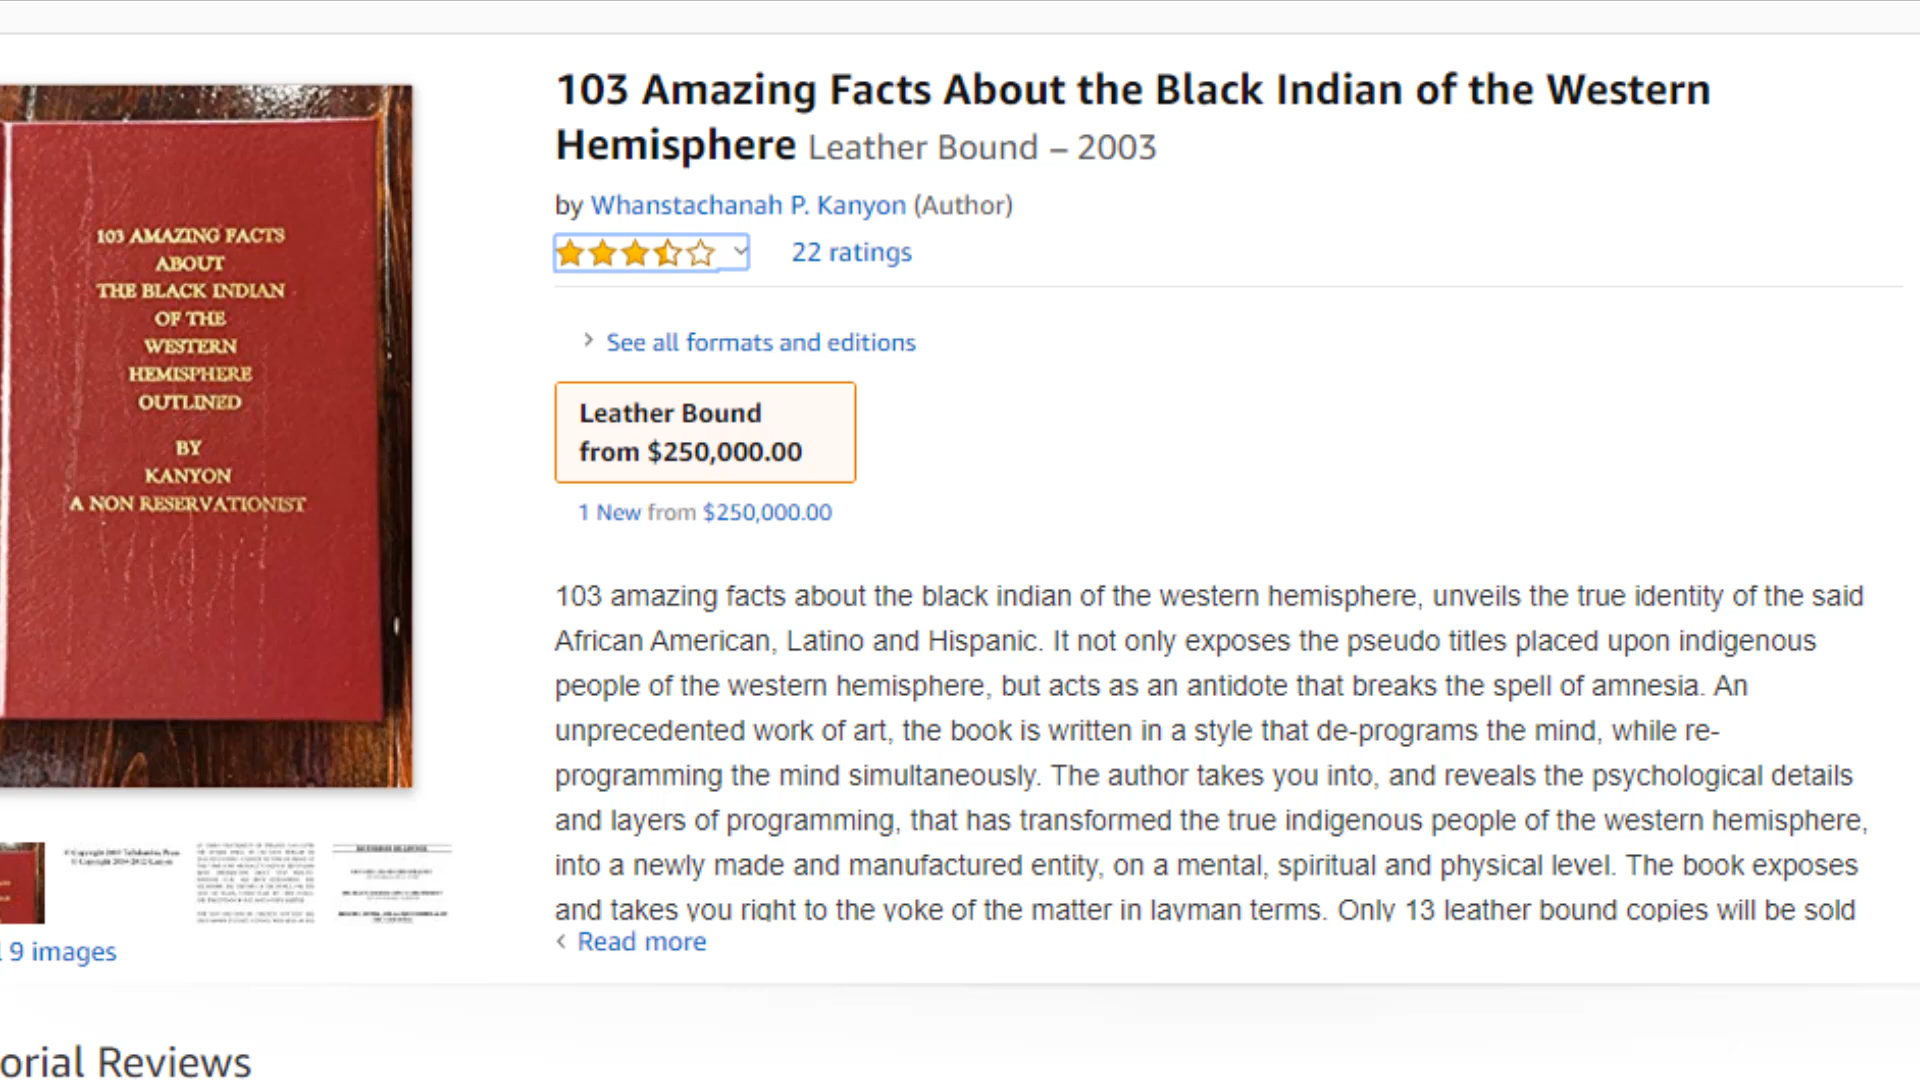 103 AMAZING FACTS
ABOUT
THE BLACK INDIAN
OF THE
WESTERN
HEMISPHERE
OUTLINED
BY
KANYON
A NON RESERVATIONIST
9 images
103 Amazing Facts About the Black Indian of the Western
Hemisphere Leather Bound – 2003
by Whanstachanah P. Kanyon (Author)
22 ratings
See all formats and editions
Leather Bound
from $250,000.00
1 New from $250,000.00
103 amazing facts about the black indian of the western hemisphere, unveils the true identity of the said
African American, Latino and Hispanic. It not only exposes the pseudo titles placed upon indigenous
people of the western hemisphere, but acts as an antidote that breaks the spell of amnesia. An
unprecedented work of art, the book is written in a style that de-programs the mind, while re-
programming the mind simultaneously. The author takes you into, and reveals the psychological details
and layers of programming, that has transformed the true indigenous people of the western hemisphere,
into a newly made and manufactured entity, on a mental, spiritual and physical level. The book exposes
and takes you right to the yoke of the matter in layman terms. Only 13 leather bound copies will be sold
Read more
orial Reviews